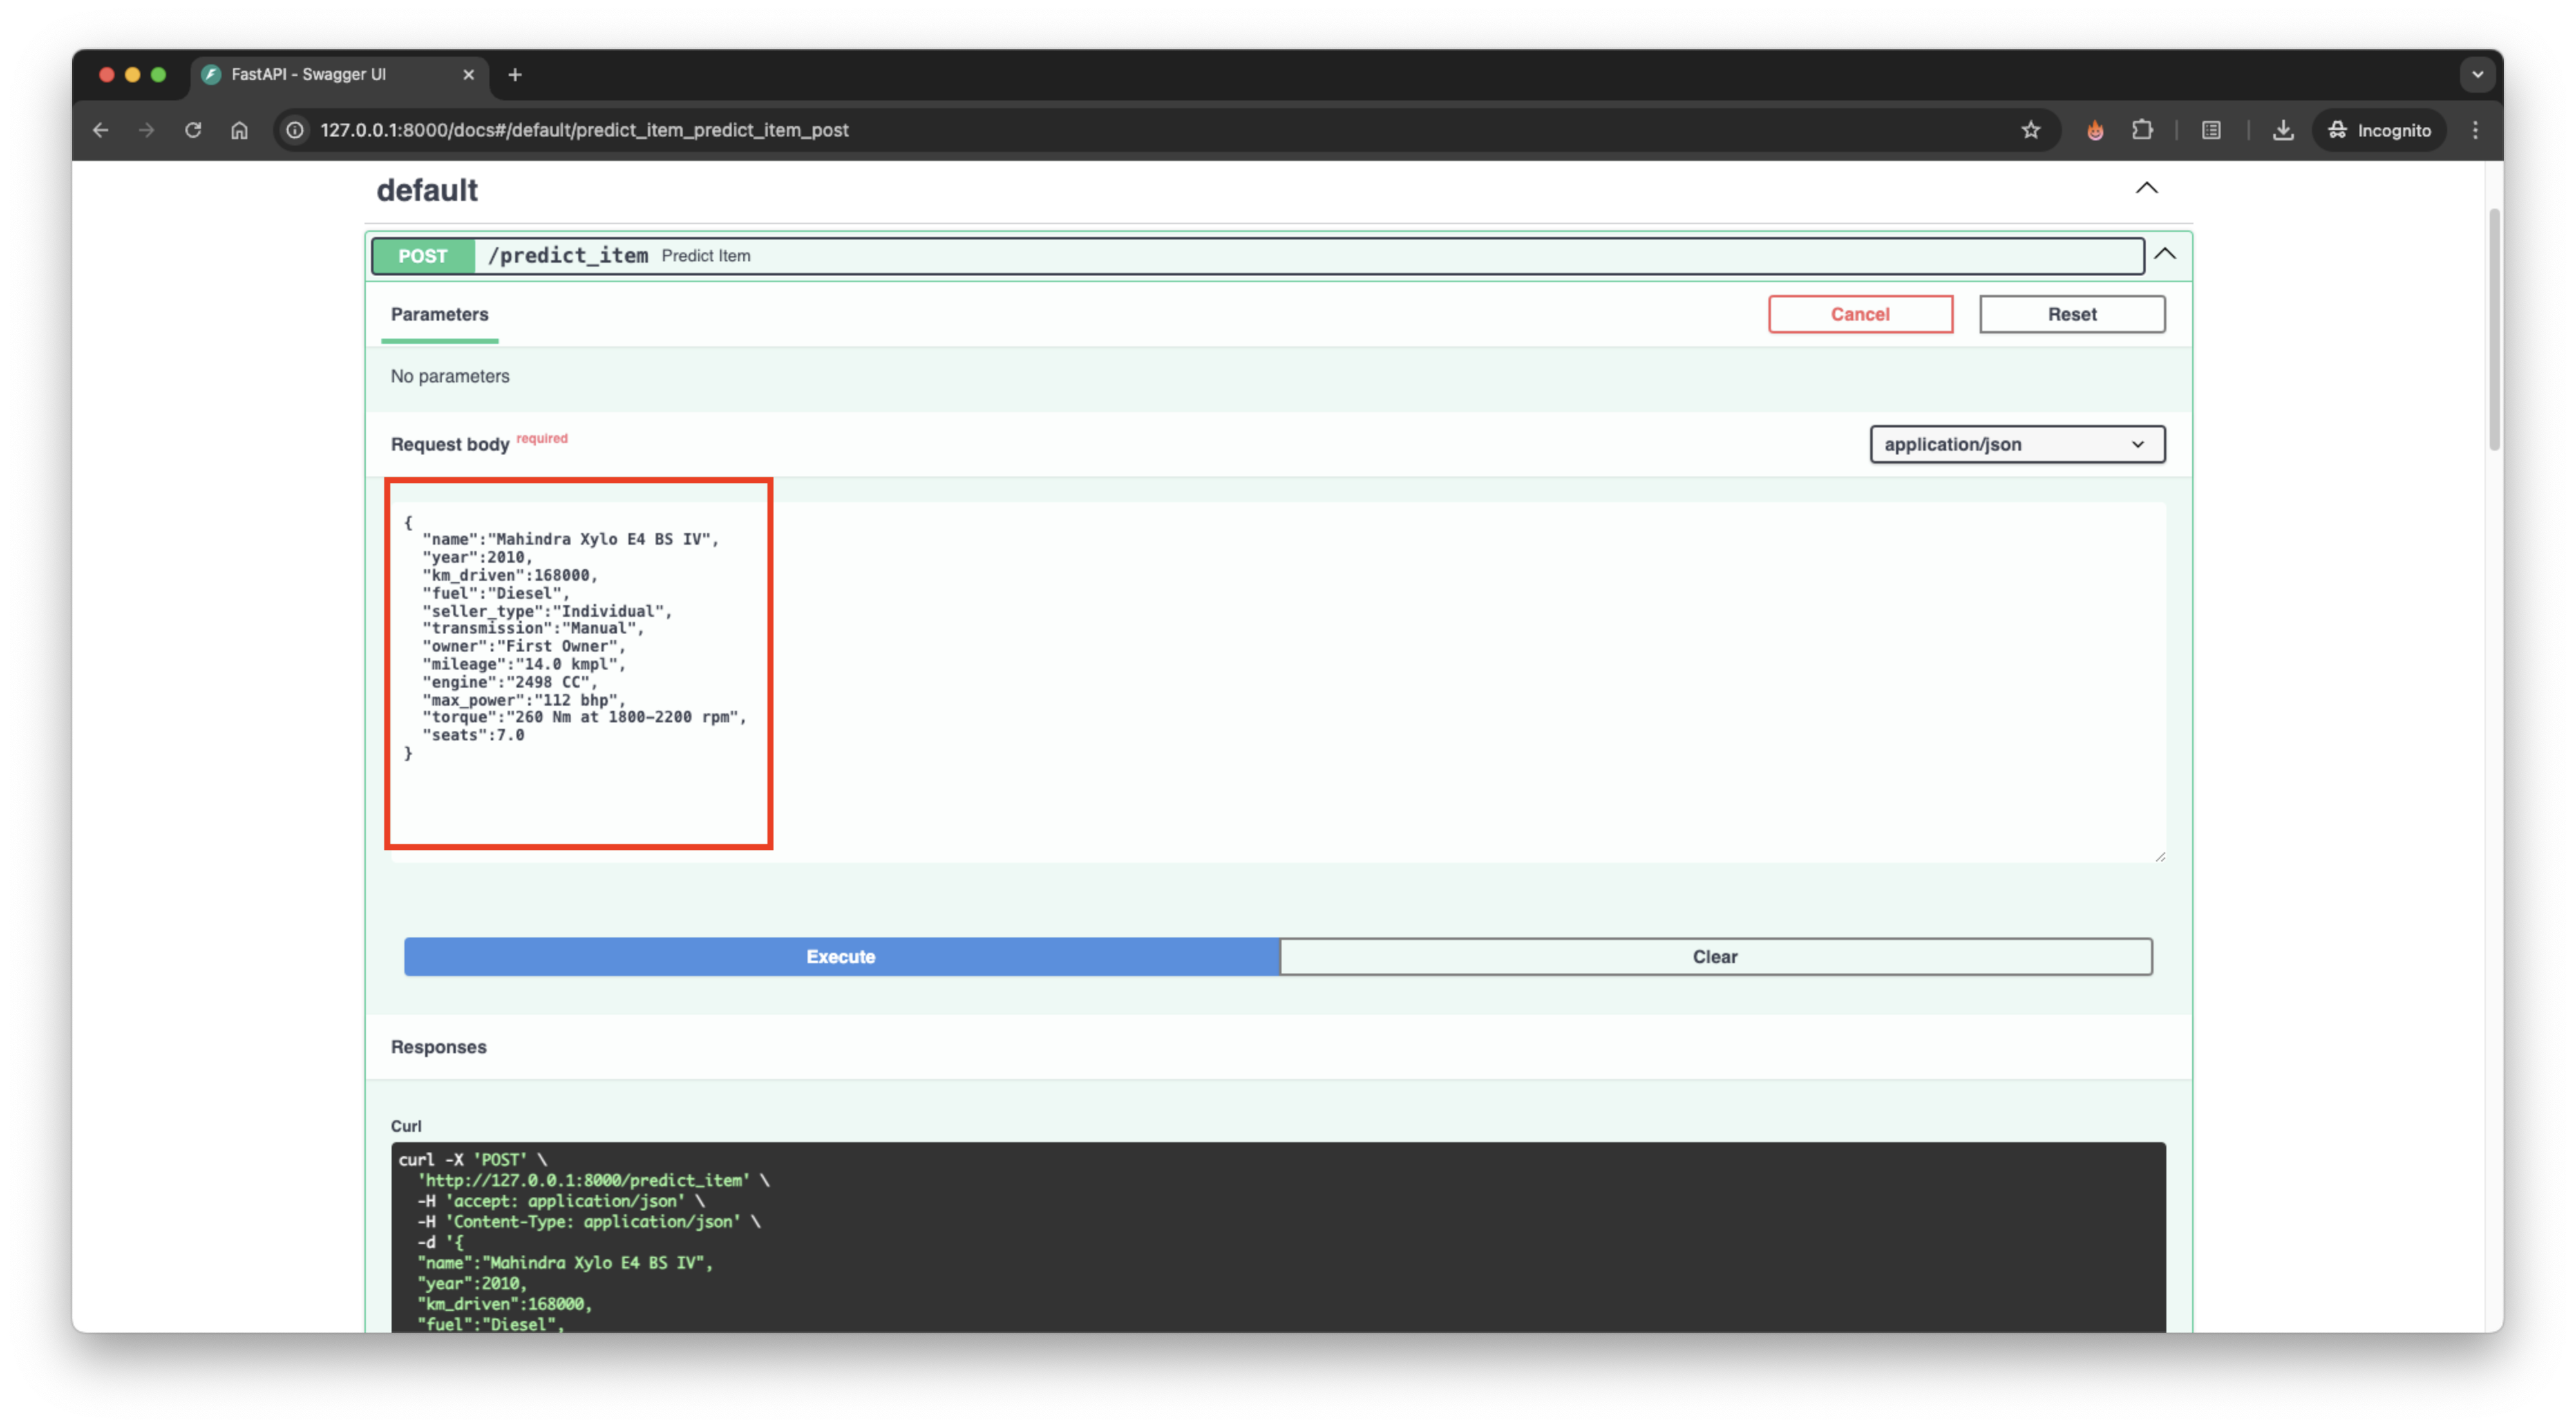 FastAPI - Swagger UI
127.0.0.1:8000/docs#/default/predict_item_predict_item_post
Incognito
default
POST /predict_item Predict Item
Parameters
Cancel Reset
No parameters
Request body required
application/json
{
"name":"Mahindra Xylo E4 BS IV",
"year":2010,
"km_driven":168000,
"fuel":"Diesel",
"seller_type":"Individual",
"transmission":"Manual",
"owner":"First Owner",
"mileage":"14.0 kmpl",
"engine":"2498 CC",
"max_power":"112 bhp",
"torque":"260 Nm at 1800-2200 rpm",
"seats":7.0
}
Execute Clear
Responses
Curl
curl -X 'POST' \
'http://127.0.0.1:8000/predict_item' \
-H 'accept: application/json' \
-H 'Content-Type: application/json' \
-d '{
"name":"Mahindra Xylo E4 BS IV",
"year":2010,
"km_driven":168000,
"fuel":"Diesel",